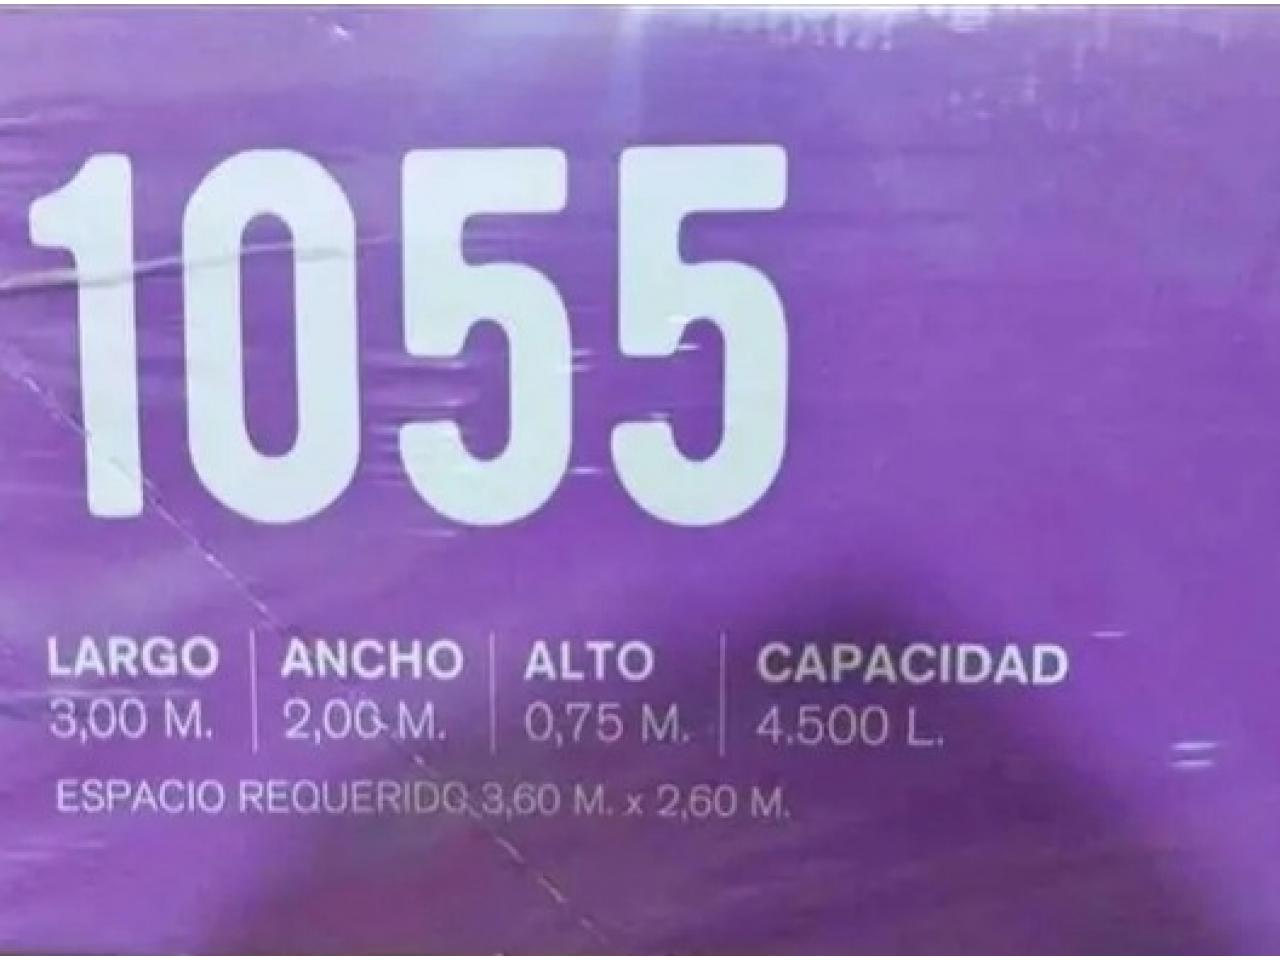 1055
LARGO ANCHO ALTO CAPACIDAD
3,00 M. 2,00 M. 0,75 M. 4.500 L.
ESPACIO REQUERIDO 3,60 M. x 2,60 M.